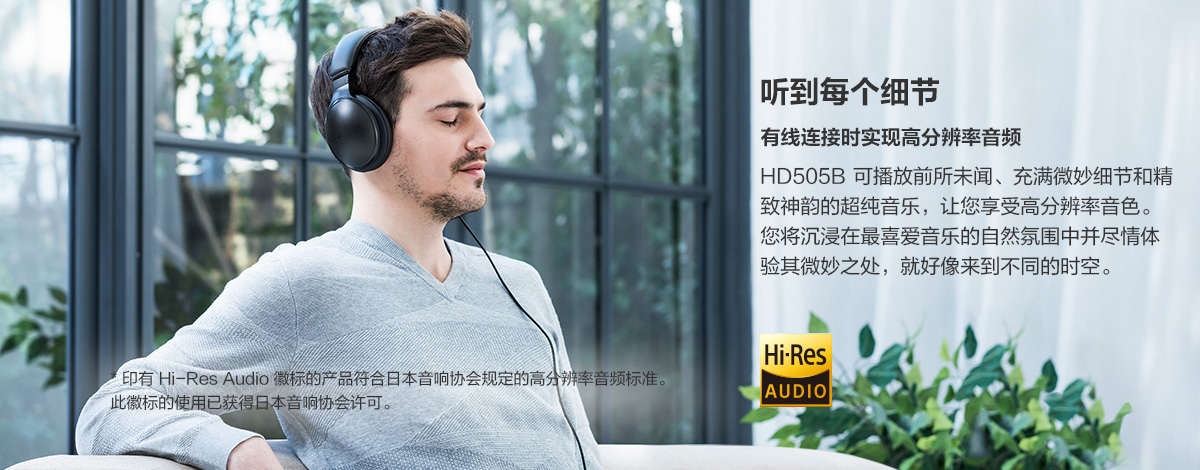 听到每个细节
有线连接时实现高分辨率音频
HD505B 可播放前所未闻、充满微妙细节和精
致神韵的超纯音乐，让您享受高分辨率音色。
您将沉浸在最喜爱音乐的自然氛围中并尽情体
验其微妙之处，就好像来到不同的时空。
Hi-Res
AUDIO
* 印有 Hi-Res Audio 徽标的产品符合日本音响协会规定的高分辨率音频标准。
此徽标的使用已获得日本音响协会许可。